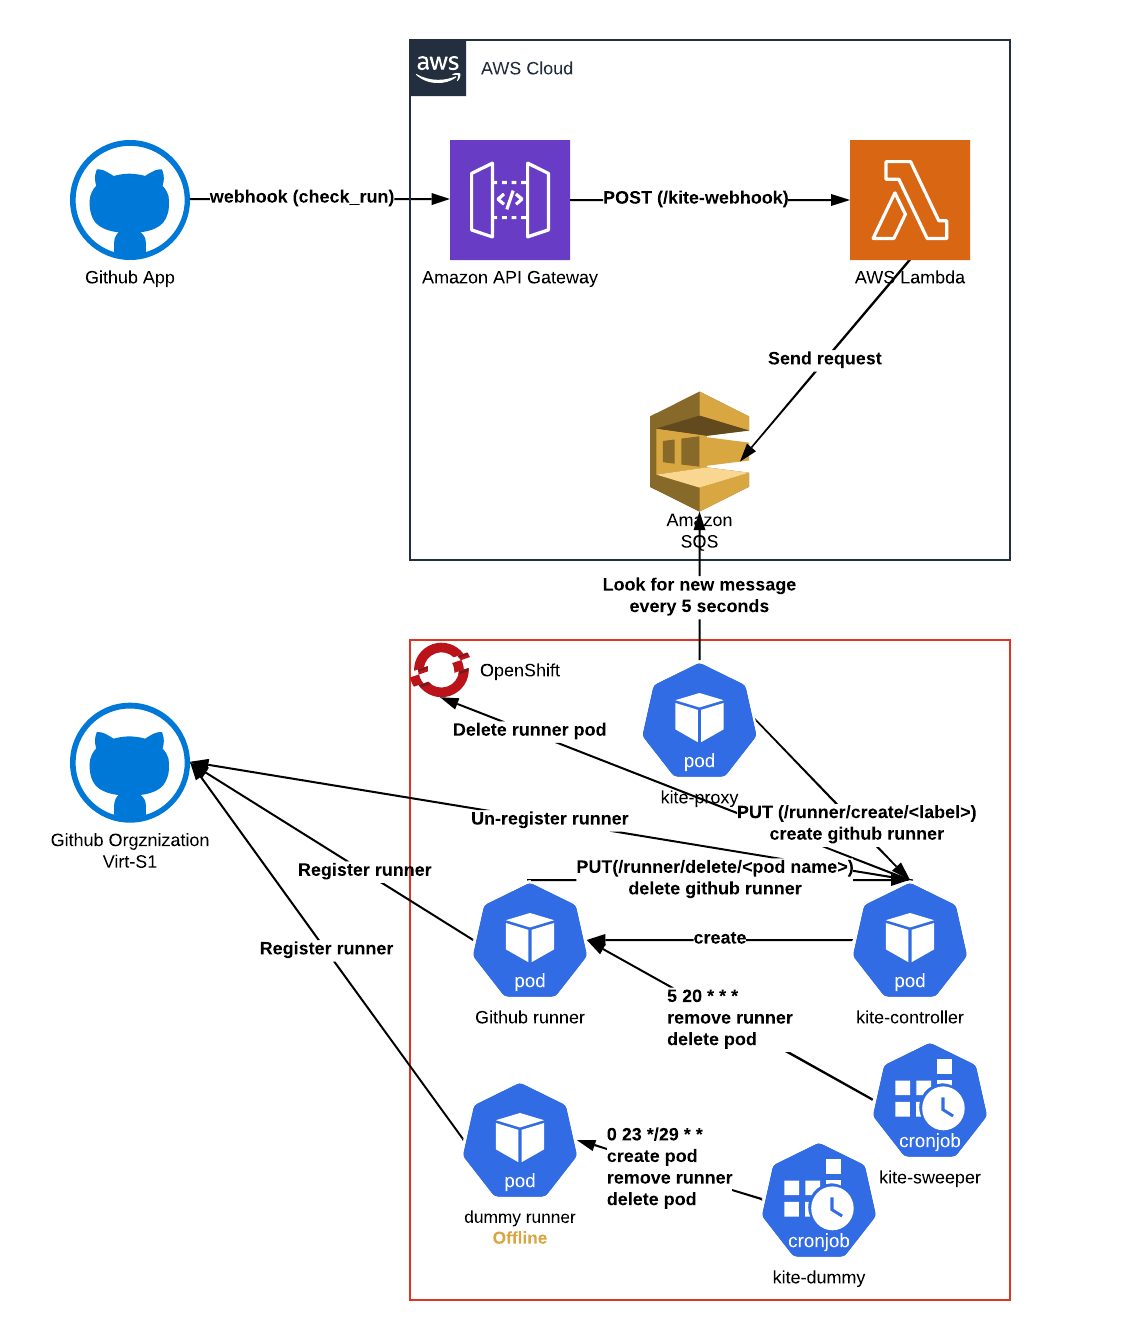 aws
AWS Cloud
webhook (check_run)
POST (/kite-webhook)
Github App
Amazon API Gateway
AWS Lambda
Send request
Amazon
SQS
Look for new message
every 5 seconds
OpenShift
Delete runner pod
pod
kite-proxy
PUT (/runner/create/<label>)
create github runner
Un-register runner
Github Orgznization
Virt-S1
Register runner
PUT(/runner/delete/<pod name>)
delete github runner
Register runner
create
pod
pod
Github runner
kite-controller
5 20 * * *
remove runner
delete pod
cronjob
kite-sweeper
0 23 */29 * *
create pod
remove runner
delete pod
pod
dummy runner
Offline
cronjob
kite-dummy